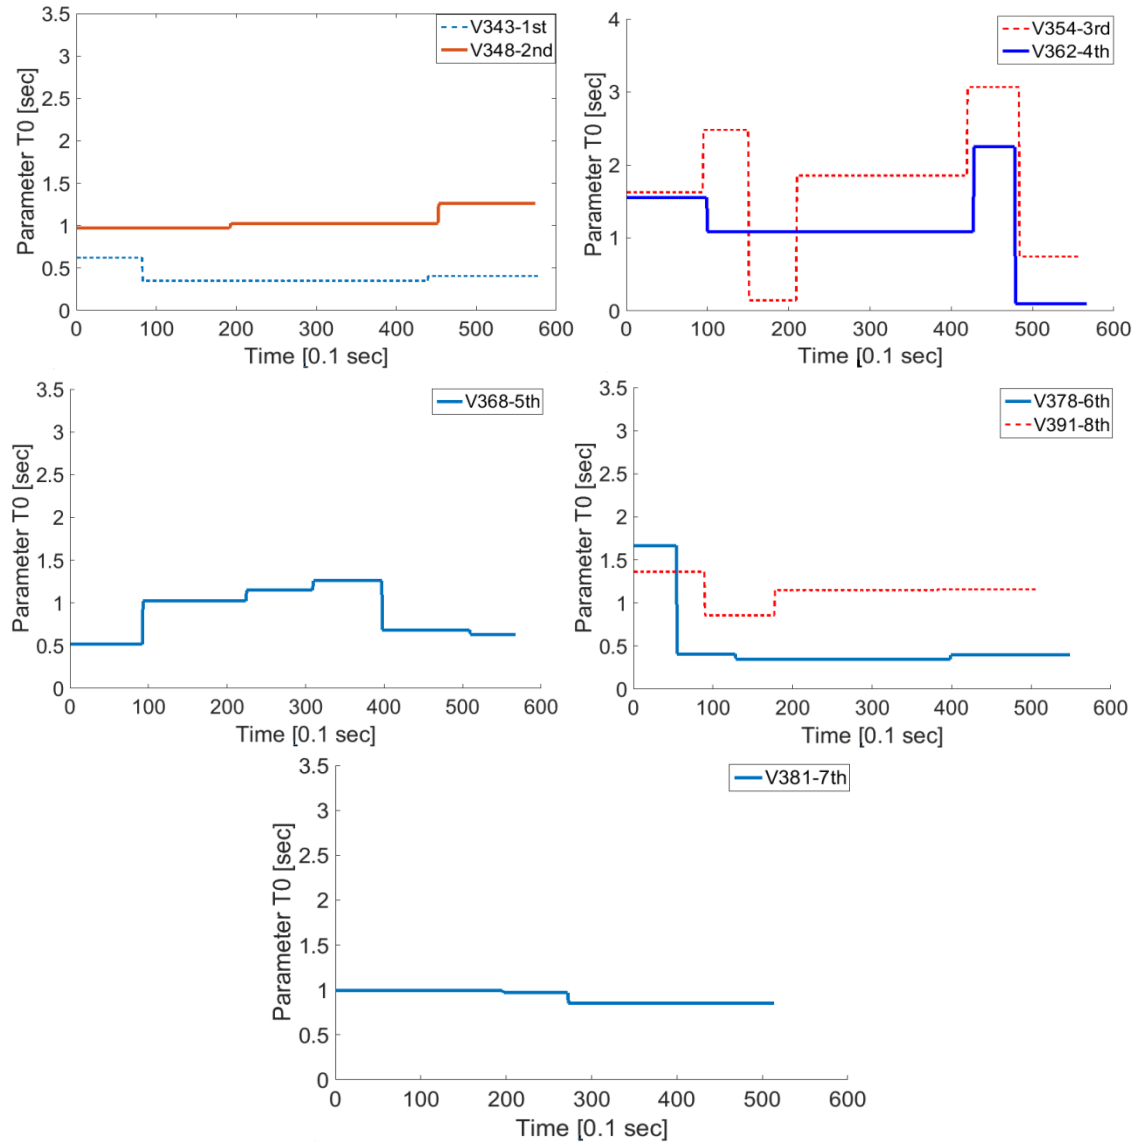 Parameter T0 [sec]
3.5
3
2.5
2
1.5
1
0.5
0
0 100 200 300 400 500 600
Time [0.1 sec]
V343-1st
V348-2nd
Parameter T0 [sec]
4
3
2
1
0
0 100 200 300 400 500 600
Time [0.1 sec]
V354-3rd
V362-4th
Parameter T0 [sec]
3.5
3
2.5
2
1.5
1
0.5
0
0 100 200 300 400 500 600
Time [0.1 sec]
V368-5th
Parameter T0 [sec]
3.5
3
2.5
2
1.5
1
0.5
0
0 100 200 300 400 500 600
Time [0.1 sec]
V378-6th
V391-8th
Parameter T0 [sec]
3.5
3
2.5
2
1.5
1
0.5
0
0 100 200 300 400 500 600
Time [0.1 sec]
V381-7th